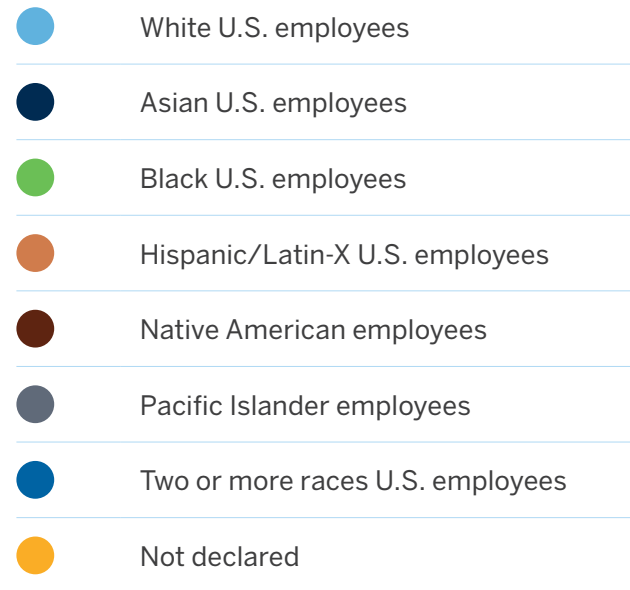 White U.S. employees
Asian U.S. employees
Black U.S. employees
Hispanic/Latin-X U.S. employees
Native American employees
Pacific Islander employees
Two or more races U.S. employees
Not declared